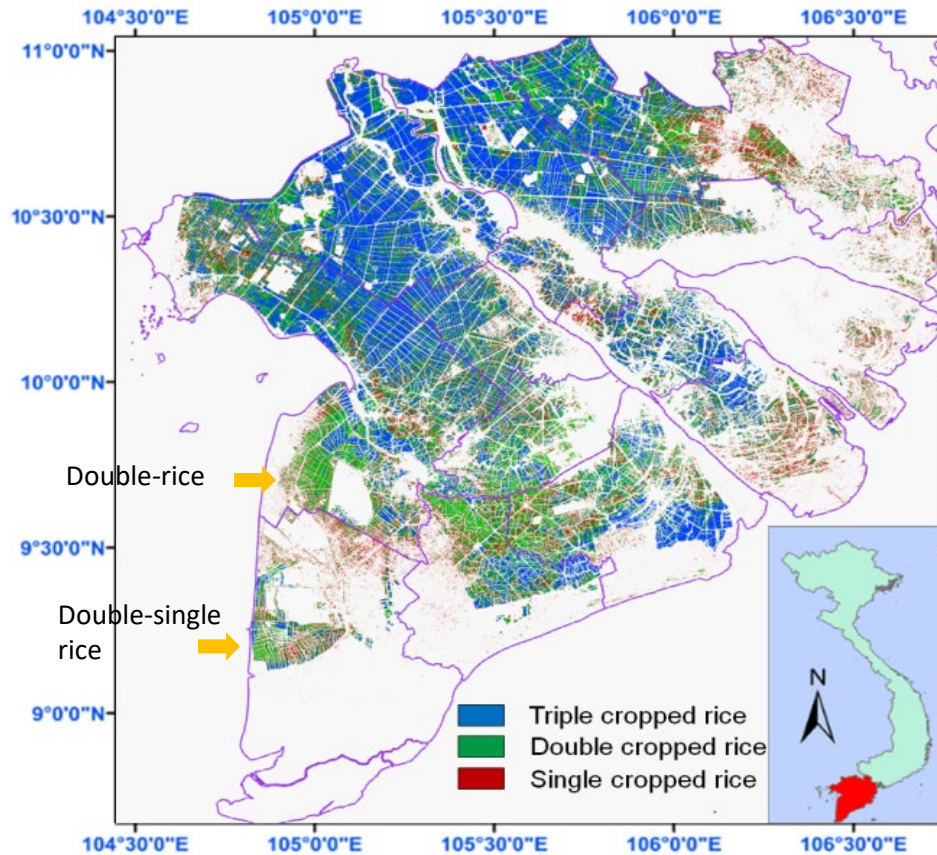 104°30'0"E 105°0'0"E 105°30'0"E 106°0'0"E 106°30'0"E
11°0'0"N
10°30'0"N
10°0'0"N
Double-rice
9°30'0"N
Double-single
rice
9°0'0"N
N
Triple cropped rice
Double cropped rice
Single cropped rice
104°30'0"E 105°0'0"E 105°30'0"E 106°0'0"E 106°30'0"E